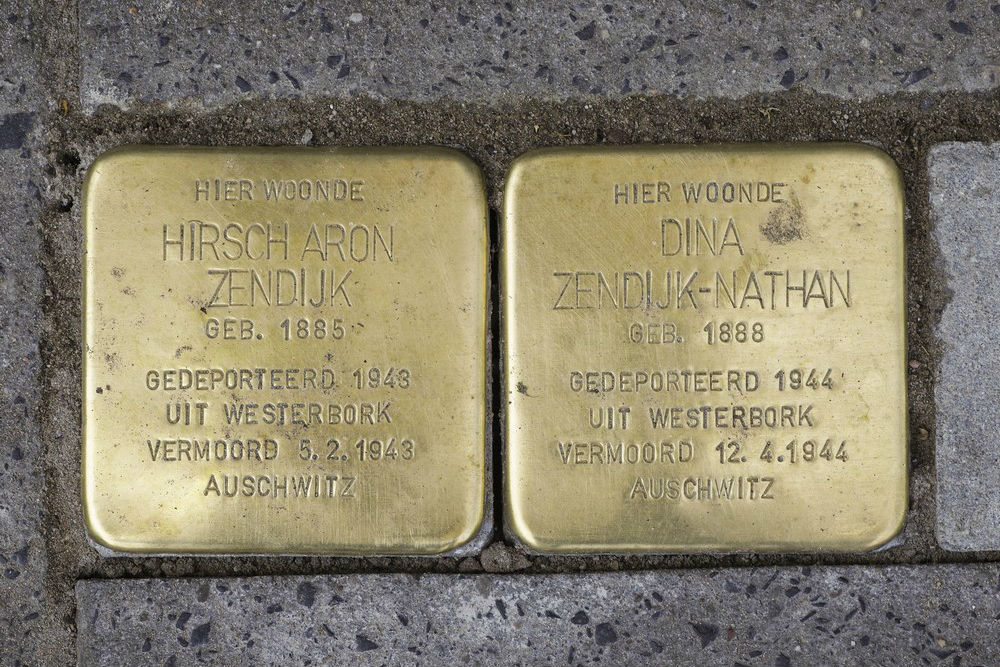 HIER WOONDE
HIRSCH ARON
ZENDIJK
GEB. 1885
GEDEPORTEERD 1943
UIT WESTERBORK
VERMOORD 5.2.1943
AUSCHWITZ
HIER WOONDE
DINA
ZENDIJK-NATHAN
GEB. 1888
GEDEPORTEERD 1944
UIT WESTERBORK
VERMOORD 12.4.1944
AUSCHWITZ